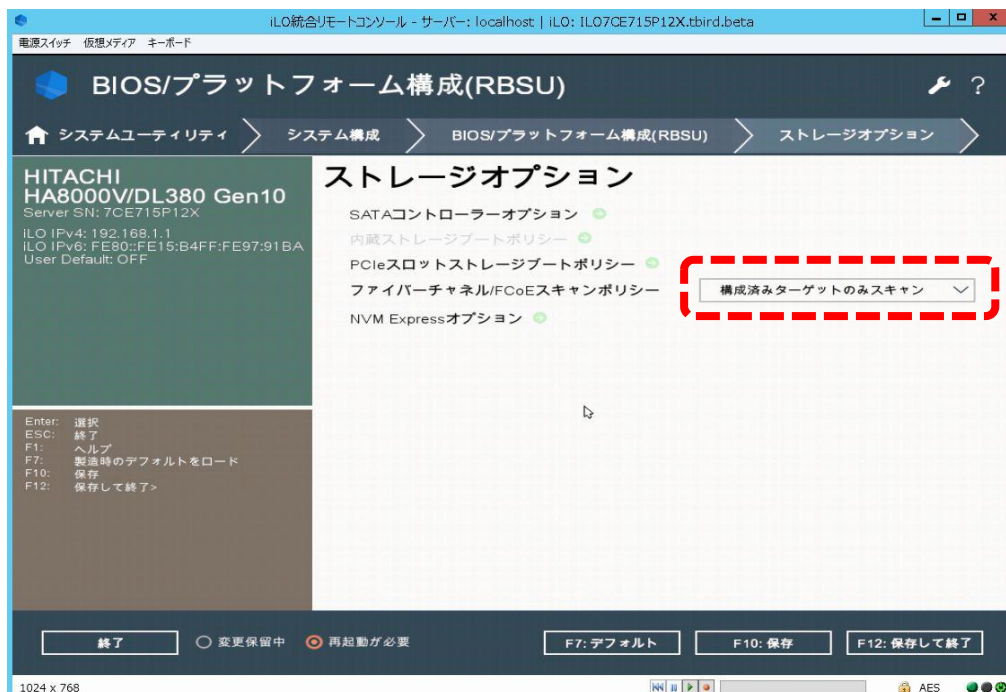 iLO統合リモートコンソール - サーバー: localhost | iLO: ILO7CE715P12X.tbird.beta
電源スイッチ 仮想メディア キーボード
BIOS/プラットフォーム構成(RBSU)
?
システムユーティリティ
システム構成
BIOS/プラットフォーム構成(RBSU)
ストレージオプション
HITACHI
HA8000V/DL380 Gen10
Server SN: 7CE715P12X
iLO IPv4: 192.168.1.1
iLO IPv6: FE80::FE15:B4FF:FE97:91BA
User Default: OFF
ストレージオプション
SATAコントローラーオプション
内蔵ストレージブートポリシー
PCIeスロットストレージブートポリシー
ファイバーチャネル/FCoEスキャンポリシー 構成済みターゲットのみスキャン
NVM Expressオプション
Enter: 選択
ESC: 終了
F1: ヘルプ
F7: 製造時のデフォルトをロード
F10: 保存
F12: 保存して終了>
終了
変更保留中
再起動が必要
F7: デフォルト
F10: 保存
F12: 保存して終了
1024 x 768
AES